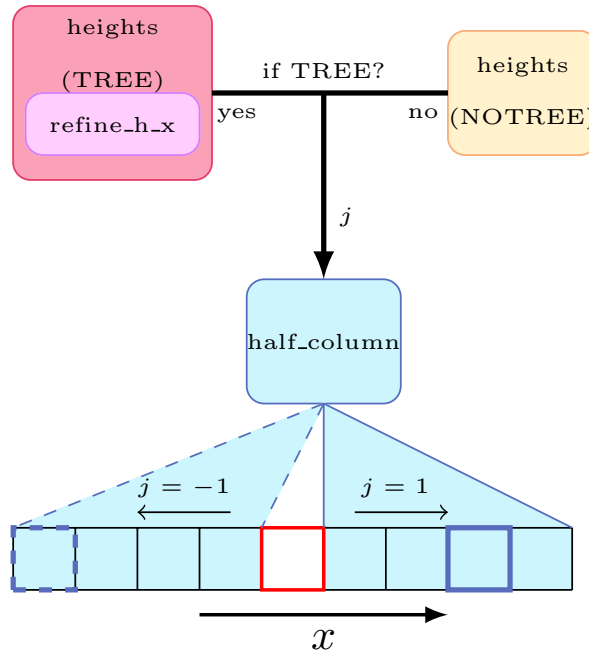 heights
(TREE)
refine_h_x
if TREE?
yes
no
heights
(NOTREE)
j
half_column
j = −1
j = 1
x